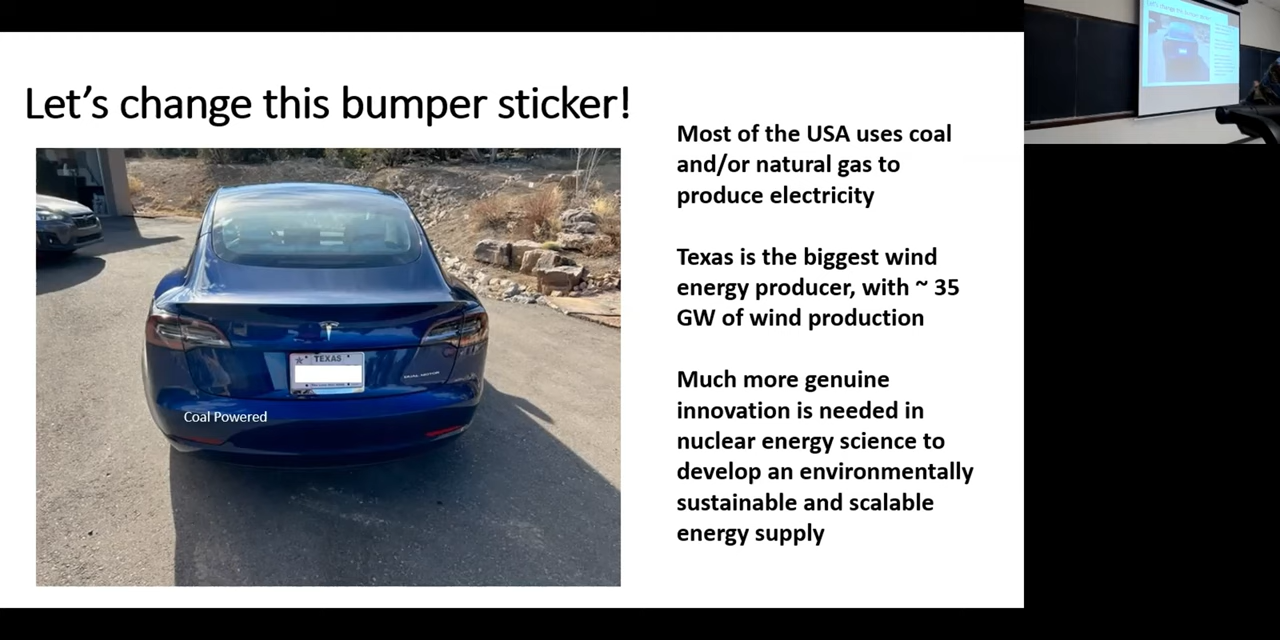 Let's change this bumper sticker!
TEXAS
DUAL MOTOR
Coal Powered
Most of the USA uses coal
and/or natural gas to
produce electricity
Texas is the biggest wind
energy producer, with ~ 35
GW of wind production
Much more genuine
innovation is needed in
nuclear energy science to
develop an environmentally
sustainable and scalable
energy supply